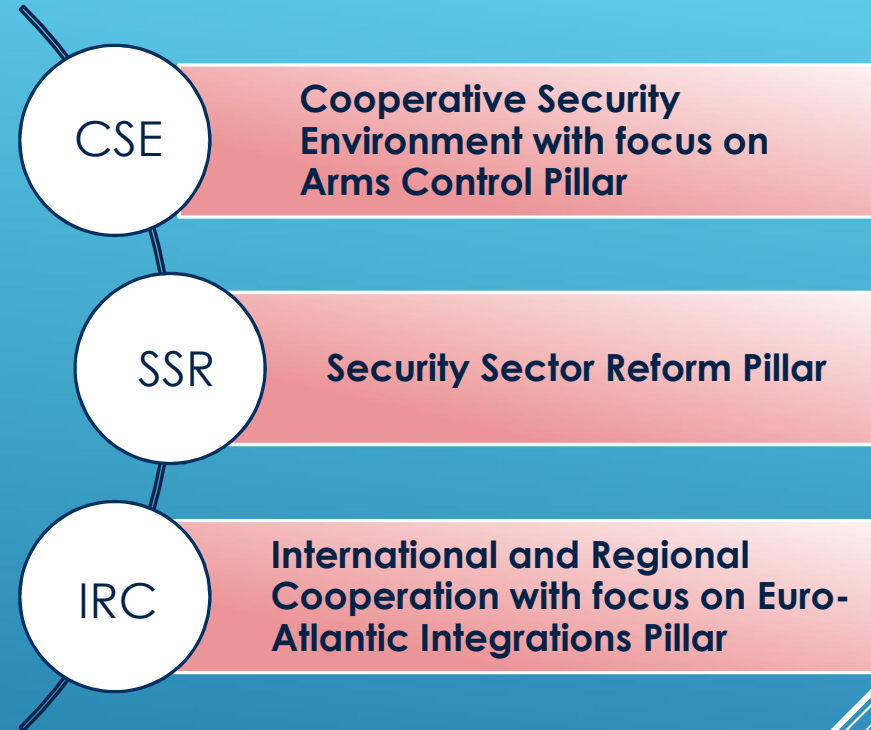 CSE
Cooperative Security
Environment with focus on
Arms Control Pillar
SSR
Security Sector Reform Pillar
IRC
International and Regional
Cooperation with focus on Euro-
Atlantic Integrations Pillar